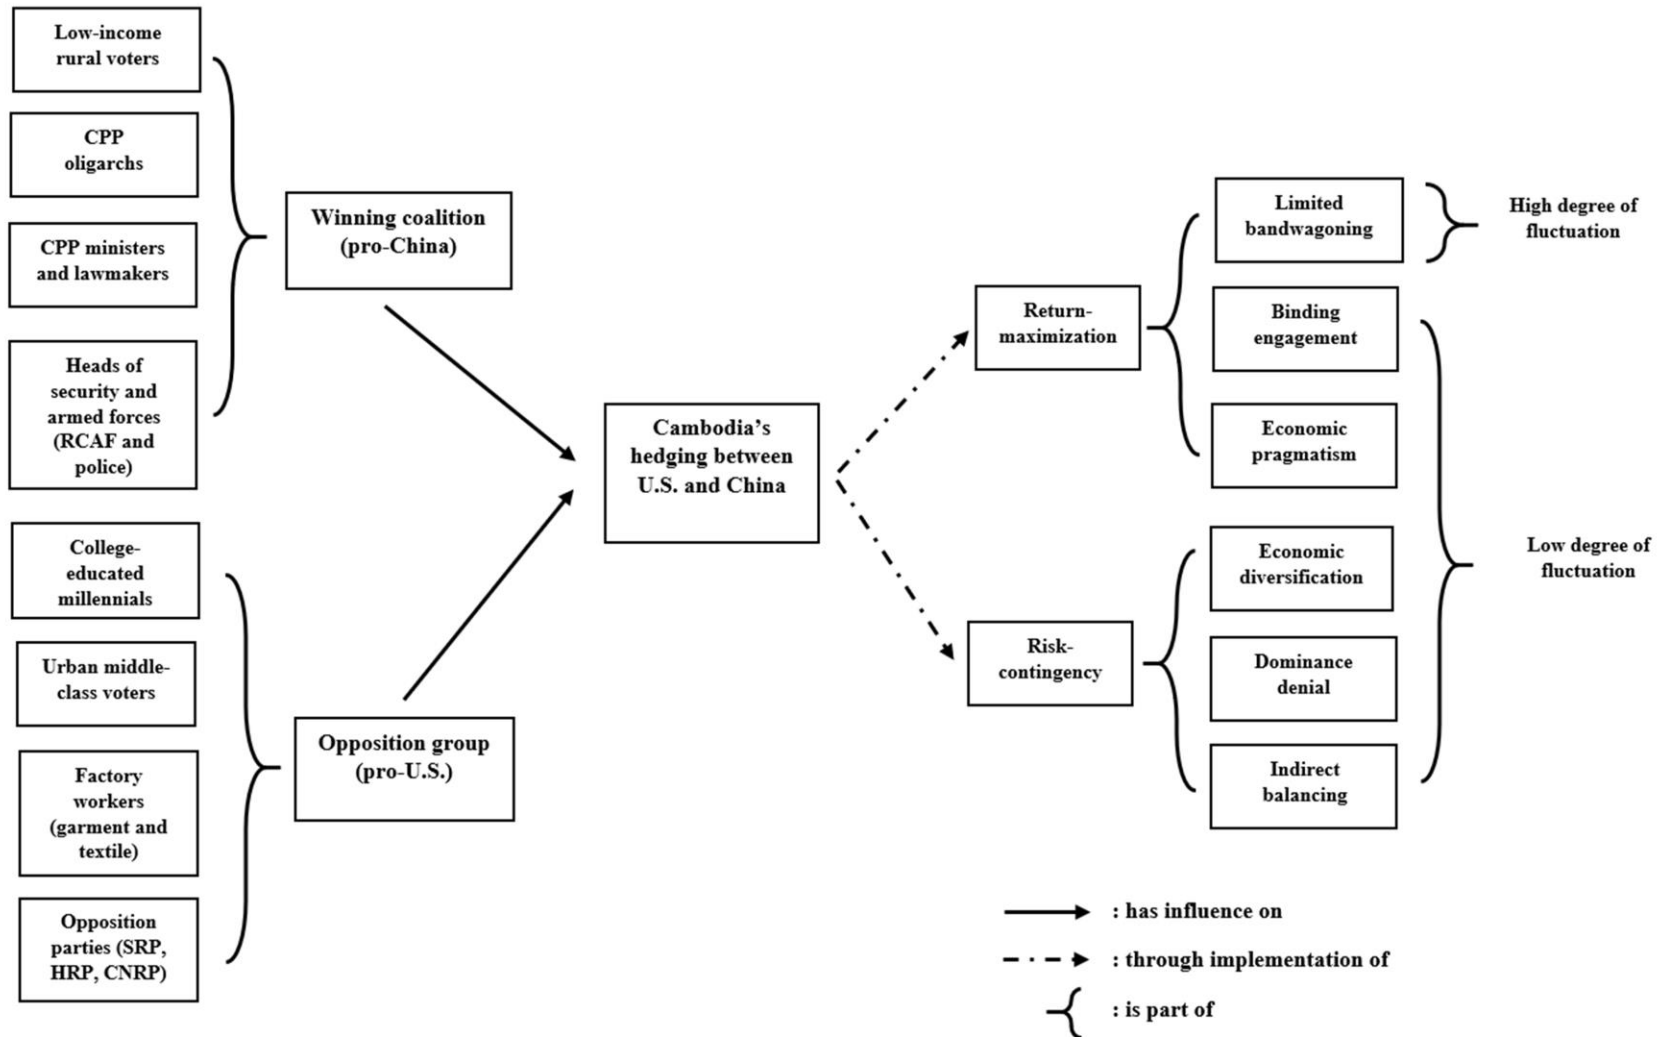 Low-income
rural voters
CPP
oligarchs
CPP ministers
and lawmakers
Heads of
security and
armed forces
(RCAF and
police)
College-
educated
millennials
Urban middle-
class voters
Factory
workers
(garment and
textile)
Opposition
parties (SRP,
HRP, CNRP)
Winning coalition
(pro-China)
Opposition group
(pro-U.S.)
Cambodia’s
hedging between
U.S. and China
Return-
maximization
Risk-
contingency
Limited
bandwagoning
Binding
engagement
Economic
pragmatism
Economic
diversification
Dominance
denial
Indirect
balancing
High degree of
fluctuation
Low degree of
fluctuation
: has influence on
: through implementation of
: is part of